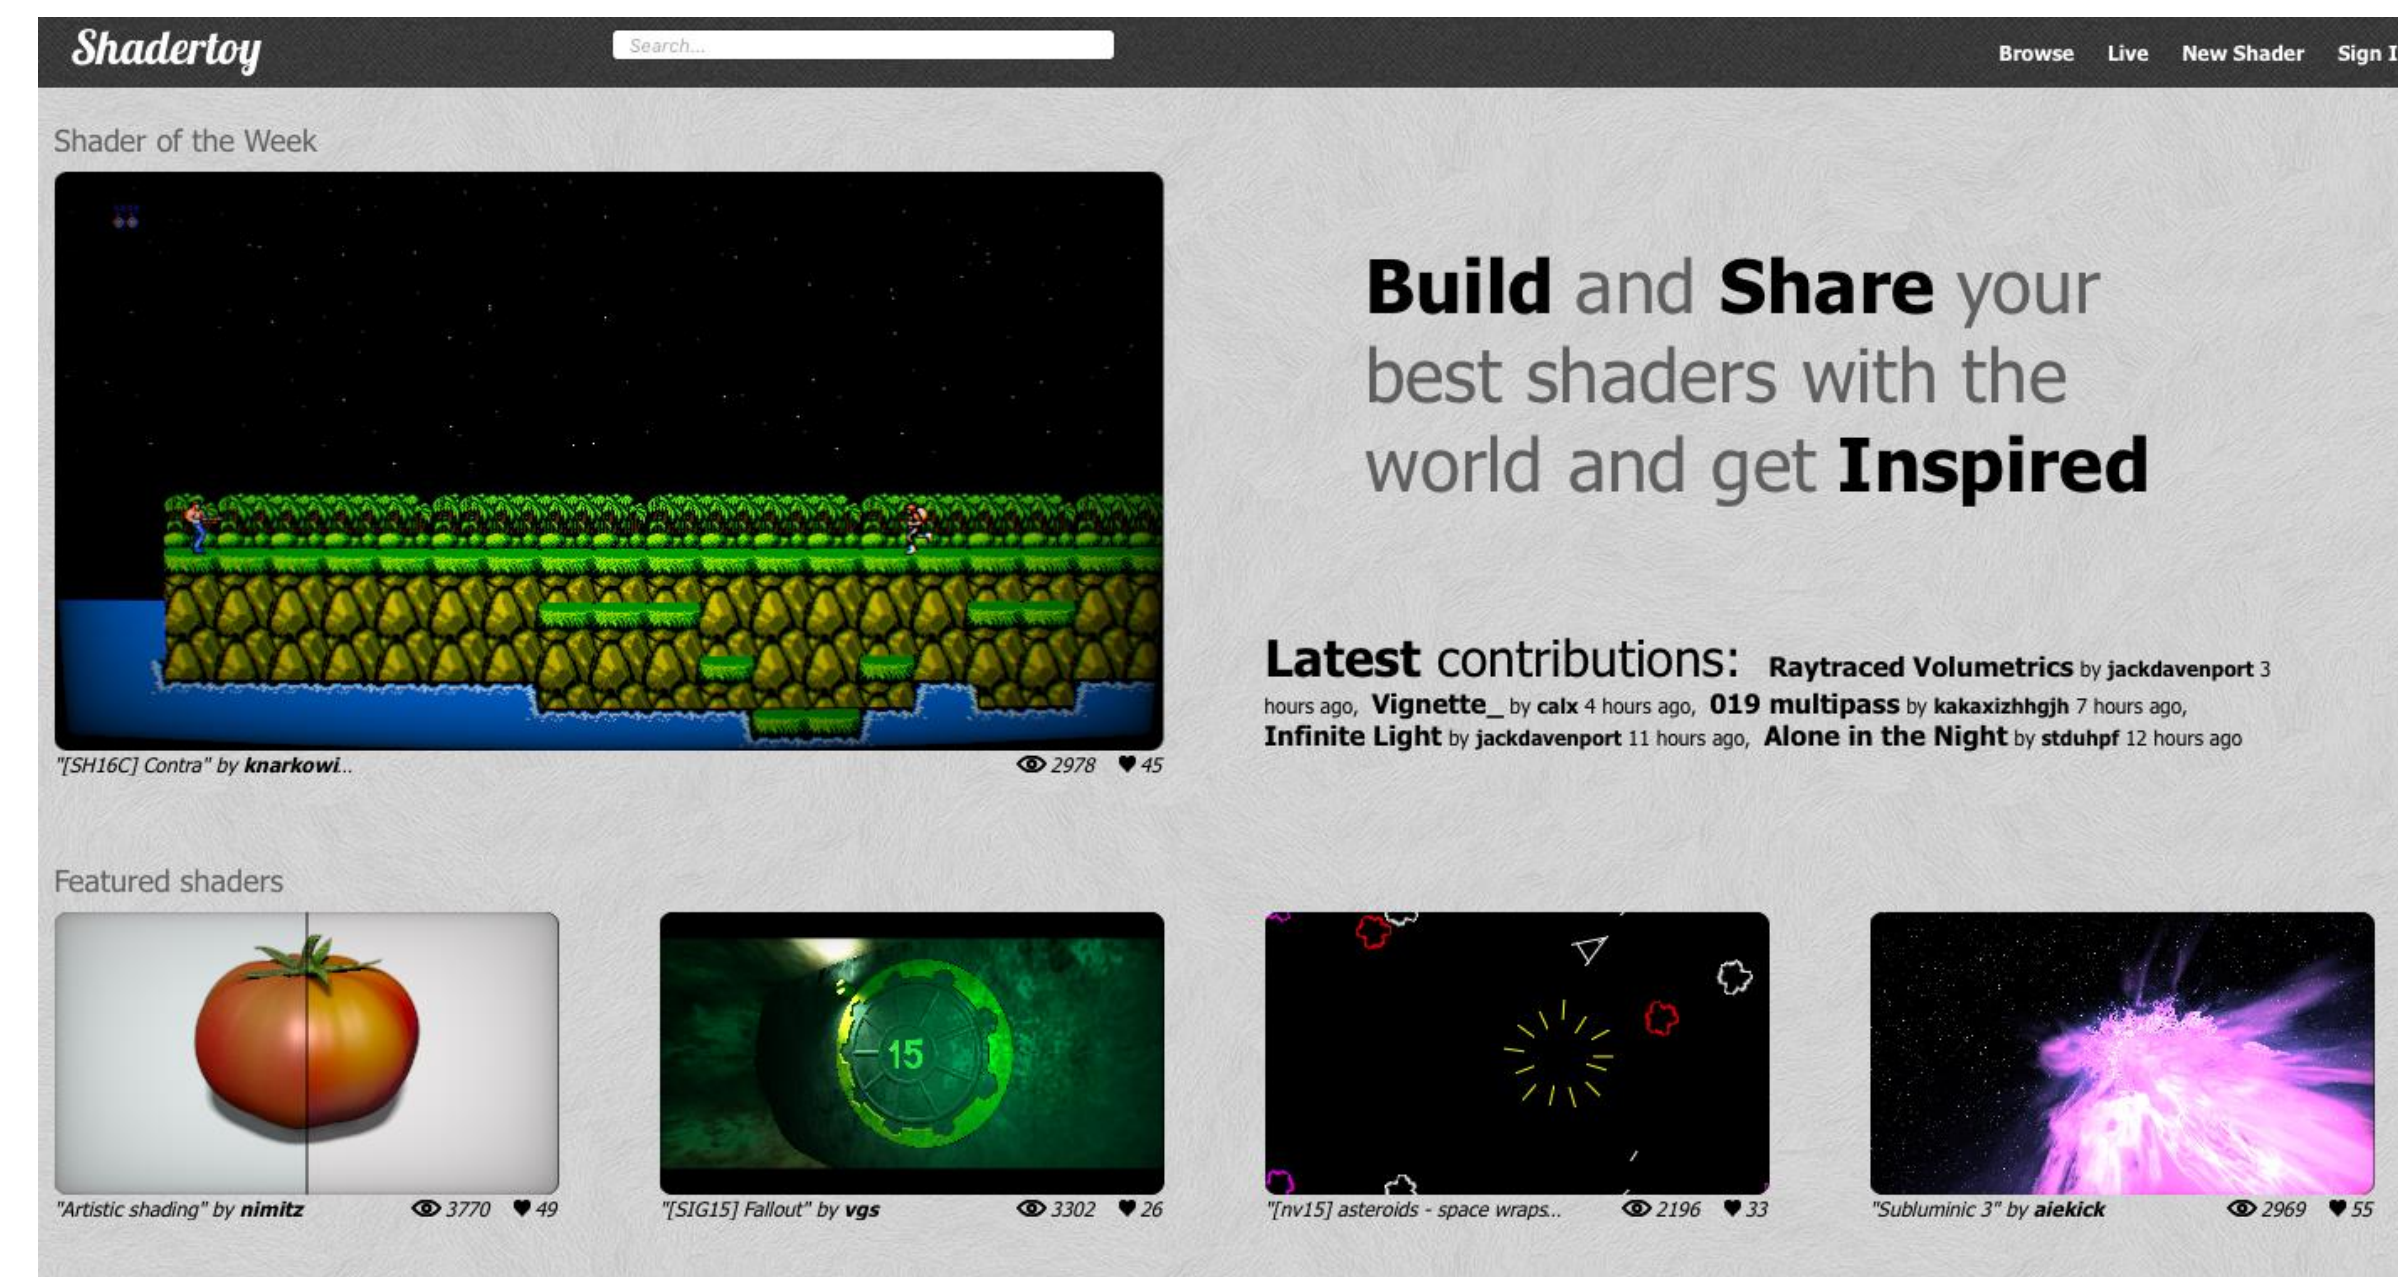 Shadertoy
Search...
Browse Live New Shader Sign I
Shader of the Week
Build and Share your
best shaders with the
world and get Inspired
Latest contributions: Raytraced Volumetrics by jackdavenport 3
hours ago, Vignette_ by calx 4 hours ago, 019 multipass by kakaxizhhgjh 7 hours ago,
Infinite Light by jackdavenport 11 hours ago, Alone in the Night by stduhpf 12 hours ago
"[SH16C] Contra" by knarkowi... 2978 45
Featured shaders
15
"Artistic shading" by nimitz 3770 49
"[SIG15] Fallout" by vgs 3302 26
"[nv15] asteroids - space wraps... 2196 33
"Subluminic 3" by aiekick 2969 55